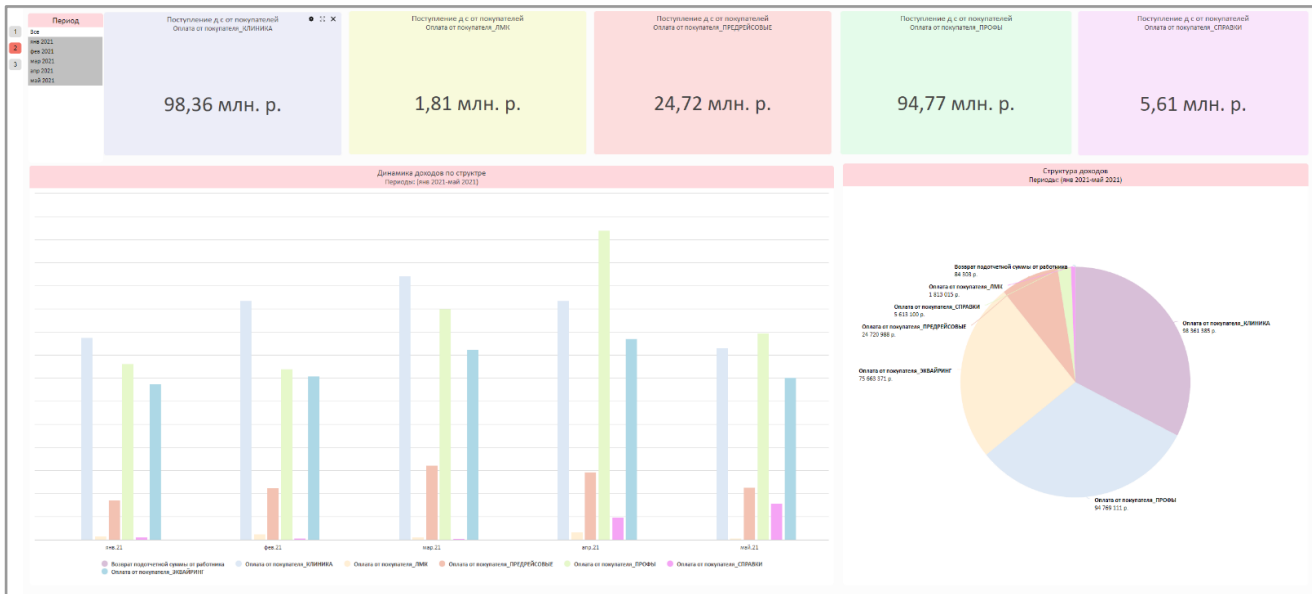 1
2
3
Период
Все
янв 2021
фев 2021
мар 2021
апр 2021
май 2021
Поступление д с от покупателей
Оплата от покупателя_КЛИНИКА
98,36 млн. р.
Поступление д с от покупателей
Оплата от покупателя_ЛМК
1,81 млн. р.
Поступление д с от покупателей
Оплата от покупателя_ПРЕДРЕЙСОВЫЕ
24,72 млн. р.
Поступление д с от покупателей
Оплата от покупателя_ПРОФЫ
94,77 млн. р.
Поступление д с от покупателей
Оплата от покупателя_СПРАВКИ
5,61 млн. р.
Динамика доходов по структре
Периоды: (янв 2021-май 2021)
янв.21
фев.21
мар.21
апр.21
май.21
Возврат подотчетной суммы от работника
Оплата от покупателя_КЛИНИКА
Оплата от покупателя_ЛМК
Оплата от покупателя_ПРЕДРЕЙСОВЫЕ
Оплата от покупателя_ПРОФЫ
Оплата от покупателя_СПРАВКИ
Оплата от покупателя_ЭКВАЙРИНГ
Структура доходов
Периоды: (янв 2021-май 2021)
Возврат подотчетной суммы от работника
84 308 р.
Оплата от покупателя_ЛМК
1 813 015 р.
Оплата от покупателя_СПРАВКИ
5 613 100 р.
Оплата от покупателя_ПРЕДРЕЙСОВЫЕ
24 720 988 р.
Оплата от покупателя_ЭКВАЙРИНГ
75 663 371 р.
Оплата от покупателя_КЛИНИКА
98 361 385 р.
Оплата от покупателя_ПРОФЫ
94 769 111 р.